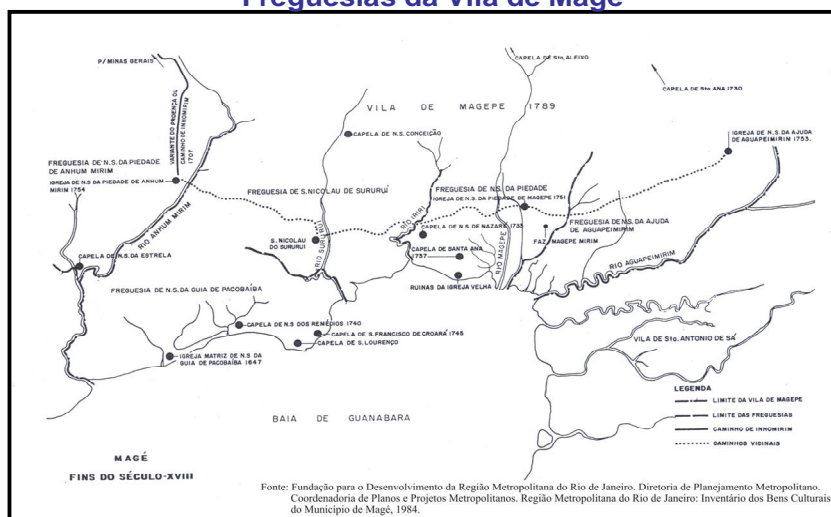 Freguesias da Vila de Magé
P/ MINAS GERAIS
CAPELA DE Sto. ALEIXO
CAPELA DE Sto ANA 1730
VILA DE MAGEPE 1789
VARIANTE DO PROENÇA OU
CAMINHO DE INHOMIRIM
CAPELA DE N.S. CONCEIÇÃO
IGREJA DE N.S. DA AJUDA
DE AGUAPEIMIRIM 1753.
FREGUESIA DE N.S. DA PIEDADE
DE ANHUM MIRIM
IGREJA DE N.S DA PIEDADE DE ANHUM
MIRIM 1754
FREGUESIA DE S. NICOLAU DE SURURUÍ
FREGUESIA DE N.S. DA PIEDADE
IGREJA DE N.S. DA PIEDADE DE MAGEPE 1751
RIO ANHUM MIRIM
RIO IRIRI
CAPELA DE N.S. DE NAZARÉ 1733
FREGUESIA DE N.S. DA AJUDA
DE AGUAPEIMIRIM
FAZ. MAGEPE MIRIM
S. NICOLAU
DO SURURUI
RIO SURURUÍ
CAPELA DE SANTA ANA
1737
RIO MAGEPE
RIO AGUAPEIMIRIM
CAPELA DE N.S. DA ESTRELA
RUINAS DA IGREJA VELHA
FREGUESIA DE N.S. DA GUIA DE PACOBAÍBA
CAPELA DE N.S DOS REMÉDIOS 1740
CAPELA DE S. FRANCISCO DE CROARÁ 1745
CAPELA DE S. LOURENÇO
VILA DE Sto. ANTONIO DE SÁ
IGREJA MATRIZ DE N.S DA
GUIA DE PACOBAÍBA 1647
LEGENDA
LIMITE DA VILA DE MAGEPE
LIMITE DAS FREGUESIAS
CAMINHO DE INHOMIRIM
CAMINHOS VICINAIS
BAIA DE GUANABARA
MAGÉ
FINS DO SÉCULO-XVIII
Fonte: Fundação para o Desenvolvimento da Região Metropolitana do Rio de Janeiro. Diretoria de Planejamento Metropolitano.
Coordenadoria de Planos e Projetos Metropolitanos. Região Metropolitana do Rio de Janeiro: Inventário dos Bens Culturais
do Município de Magé, 1984.